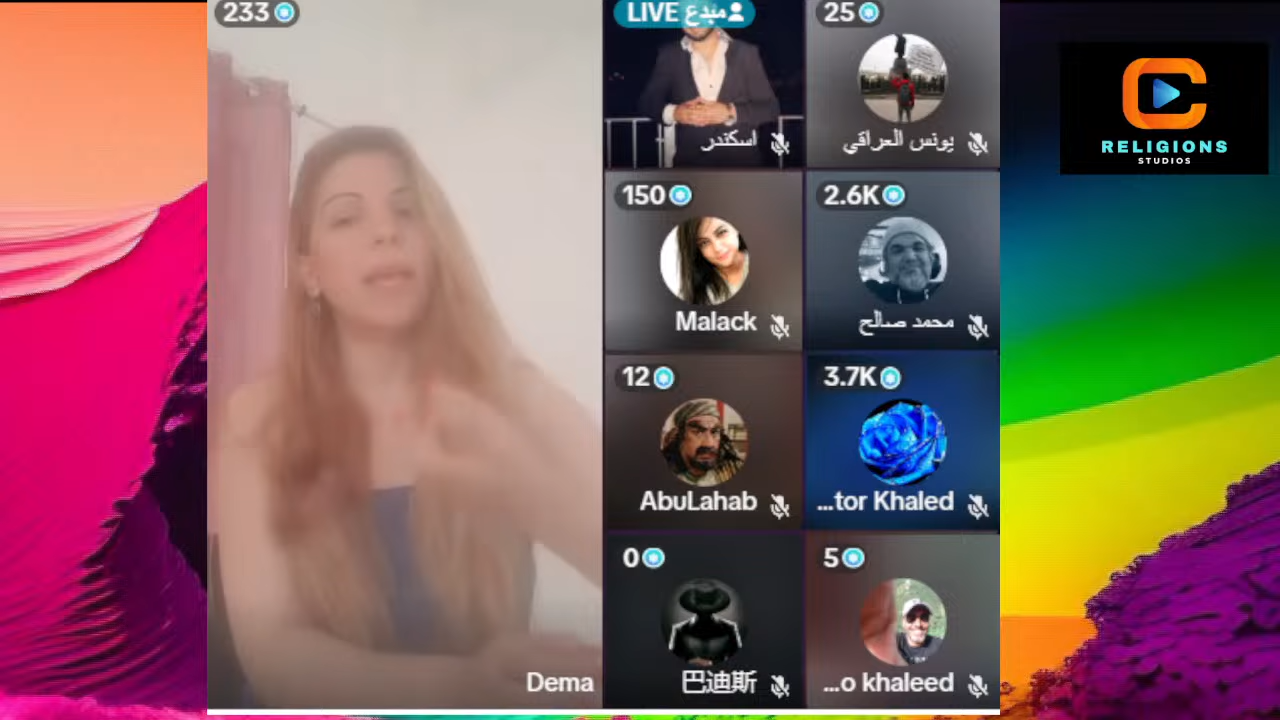 233
LIVE مبدع
25
اسكندر
يونس العراقي
150
2.6K
Malack
محمد صالح
12
3.7K
AbuLahab
...tor Khaled
0
5
Dema
巴迪斯
...o khaleed
RELIGIONS
STUDIOS